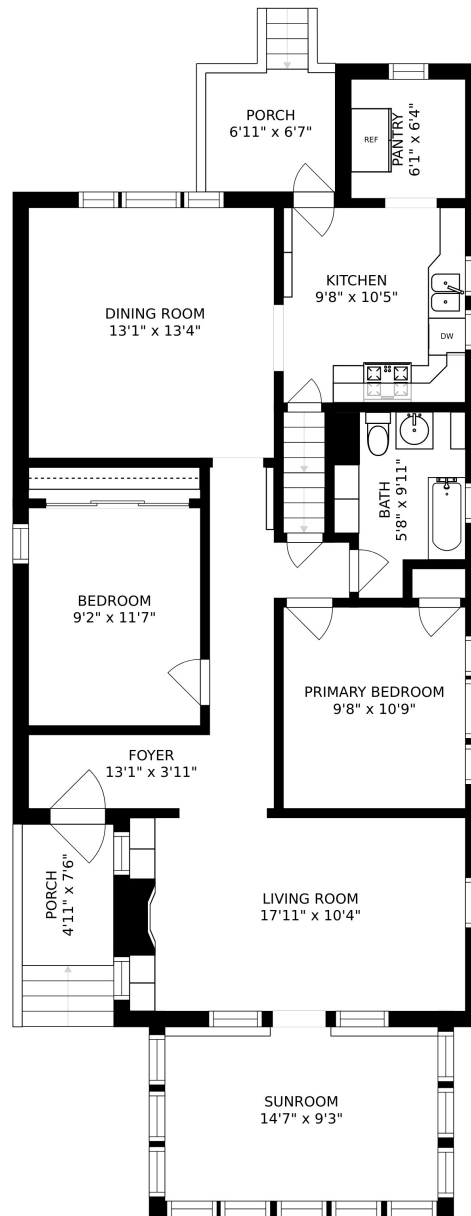 PORCH
6'11" x 6'7"
REF
PANTRY
6'1" x 6'4"
KITCHEN
9'8" x 10'5"
DINING ROOM
13'1" x 13'4"
DW
BATH
5'8" x 9'11"
BEDROOM
9'2" x 11'7"
PRIMARY BEDROOM
9'8" x 10'9"
FOYER
13'1" x 3'11"
PORCH
4'11" x 7'6"
LIVING ROOM
17'11" x 10'4"
SUNROOM
14'7" x 9'3"